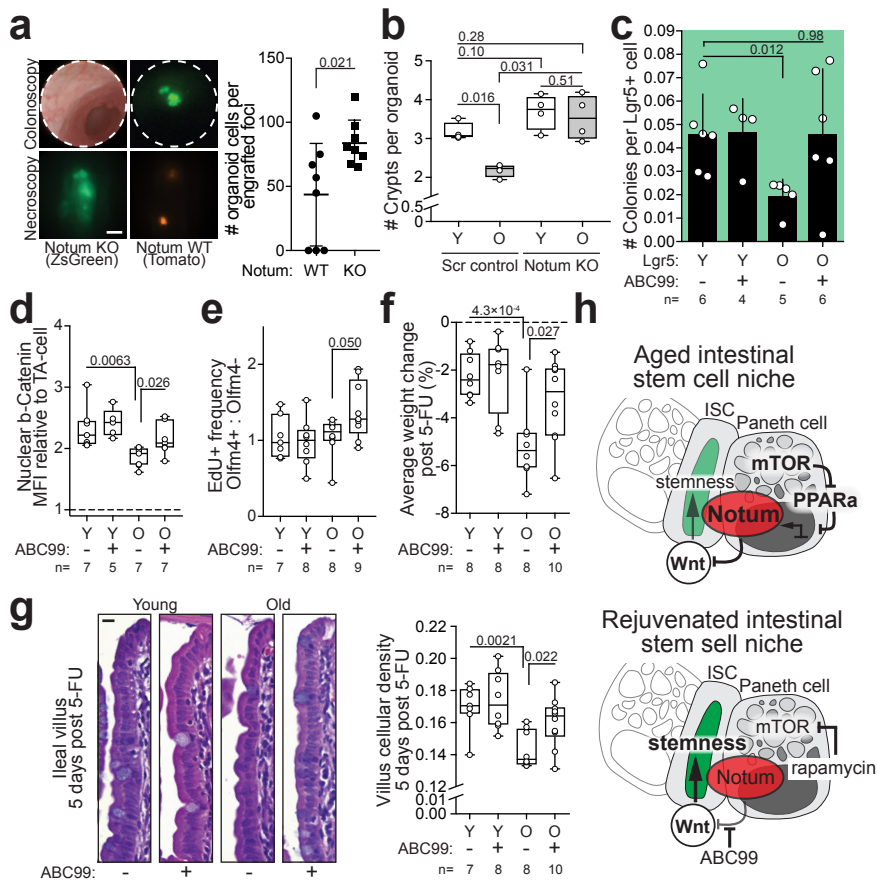 a
Colonoscopy
Necroscopy
Notum KO
(ZsGreen)
Notum WT
(Tomato)
# organoid cells per
engrafted foci
150
100
50
0
0.021
Notum: WT KO
b
# Crypts per organoid
5
4
3
2
0.5
0
0.28
0.10
0.031
0.51
0.016
Y O Y O
Scr control Notum KO
c
# Colonies per Lgr5+ cell
0.09
0.08
0.07
0.06
0.05
0.04
0.03
0.02
0.01
0.00
0.98
0.012
Lgr5: Y Y O O
ABC99: - + - +
n= 6 4 5 6
d
Nuclear b-Catenin
MFI relative to TA-cell
4
3
2
1
0.0063
0.026
Y Y O O
ABC99: - + - +
n= 7 5 7 7
e
EdU+ frequency
Olfm4+ : Olfm4-
2
1
0
0.050
Y Y O O
- + - +
n= 7 8 8 9
f
Average weight change
post 5-FU (%)
0
-2
-4
-6
-8
4.3×10⁻⁴
0.027
Y Y O O
ABC99: - + - +
n= 8 8 8 10
g
Young Old
Ileal villus
5 days post 5-FU
ABC99: - + - +
Villus cellular density
5 days post 5-FU
0.22
0.20
0.18
0.16
0.14
0.12
0.01
0.00
0.0021
0.022
Y Y O O
ABC99: - + - +
n= 7 8 8 10
h
Aged intestinal
stem cell niche
ISC
Paneth cell
mTOR
stemness
PPARa
Notum
Wnt
Rejuvenated intestinal
stem sell niche
ISC
Paneth cell
mTOR
stemness
rapamycin
Notum
Wnt
ABC99